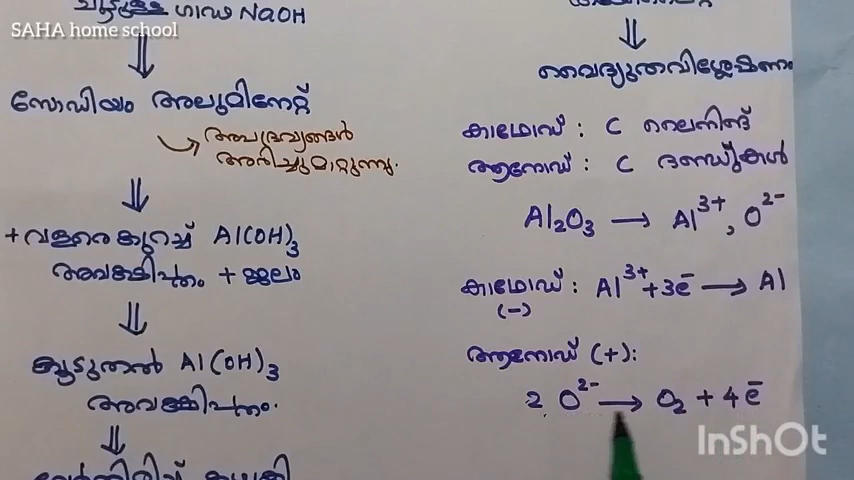 ചൂടുള്ള ഗാഢ NaOH
SAHA home school
സോഡിയം അലൂമിനേറ്റ്
അപദ്രവ്യങ്ങൾ
അരിച്ചുമാറ്റുന്നു.
+ വളരെകുറച്ച് Al(OH)₃
അവക്ഷിപ്തം + ജലം
കൂടുതൽ Al(OH)₃
അവക്ഷിപ്തം.
വൈദ്യുതവിശ്ലേഷണം
കാഥോഡ് : C ലൈനിങ്ങ്
ആനോഡ് : C ദണ്ഡുകൾ
Al₂O₃ ⟶ Al³⁺, O²⁻
കാഥോഡ് : Al³⁺ + 3e̅ ⟶ Al
(−)
ആനോഡ് (+):
2 O²⁻ ⟶ O₂ + 4e̅
InShOt